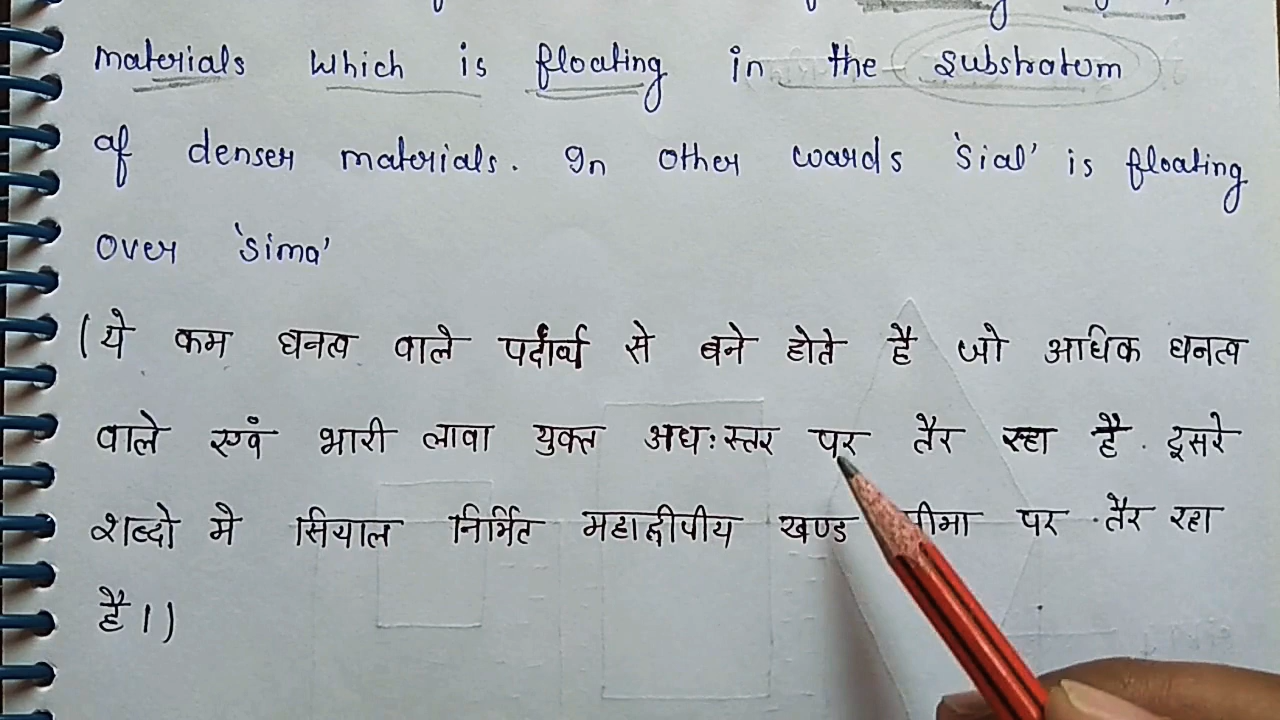 materials which is floating in the substratum
of denser materials. In other words 'sial' is floating
over 'sima'
(ये कम घनत्व वाले पर्दाथ से बने होते है जो अधिक घनत्व
वाले एवं भारी लावा युक्त अधः स्तर पर तैर रहा है. दूसरे
शब्दो मे सियाल निर्मित महाद्वीपीय खण्ड पर तैर रहा
है।)